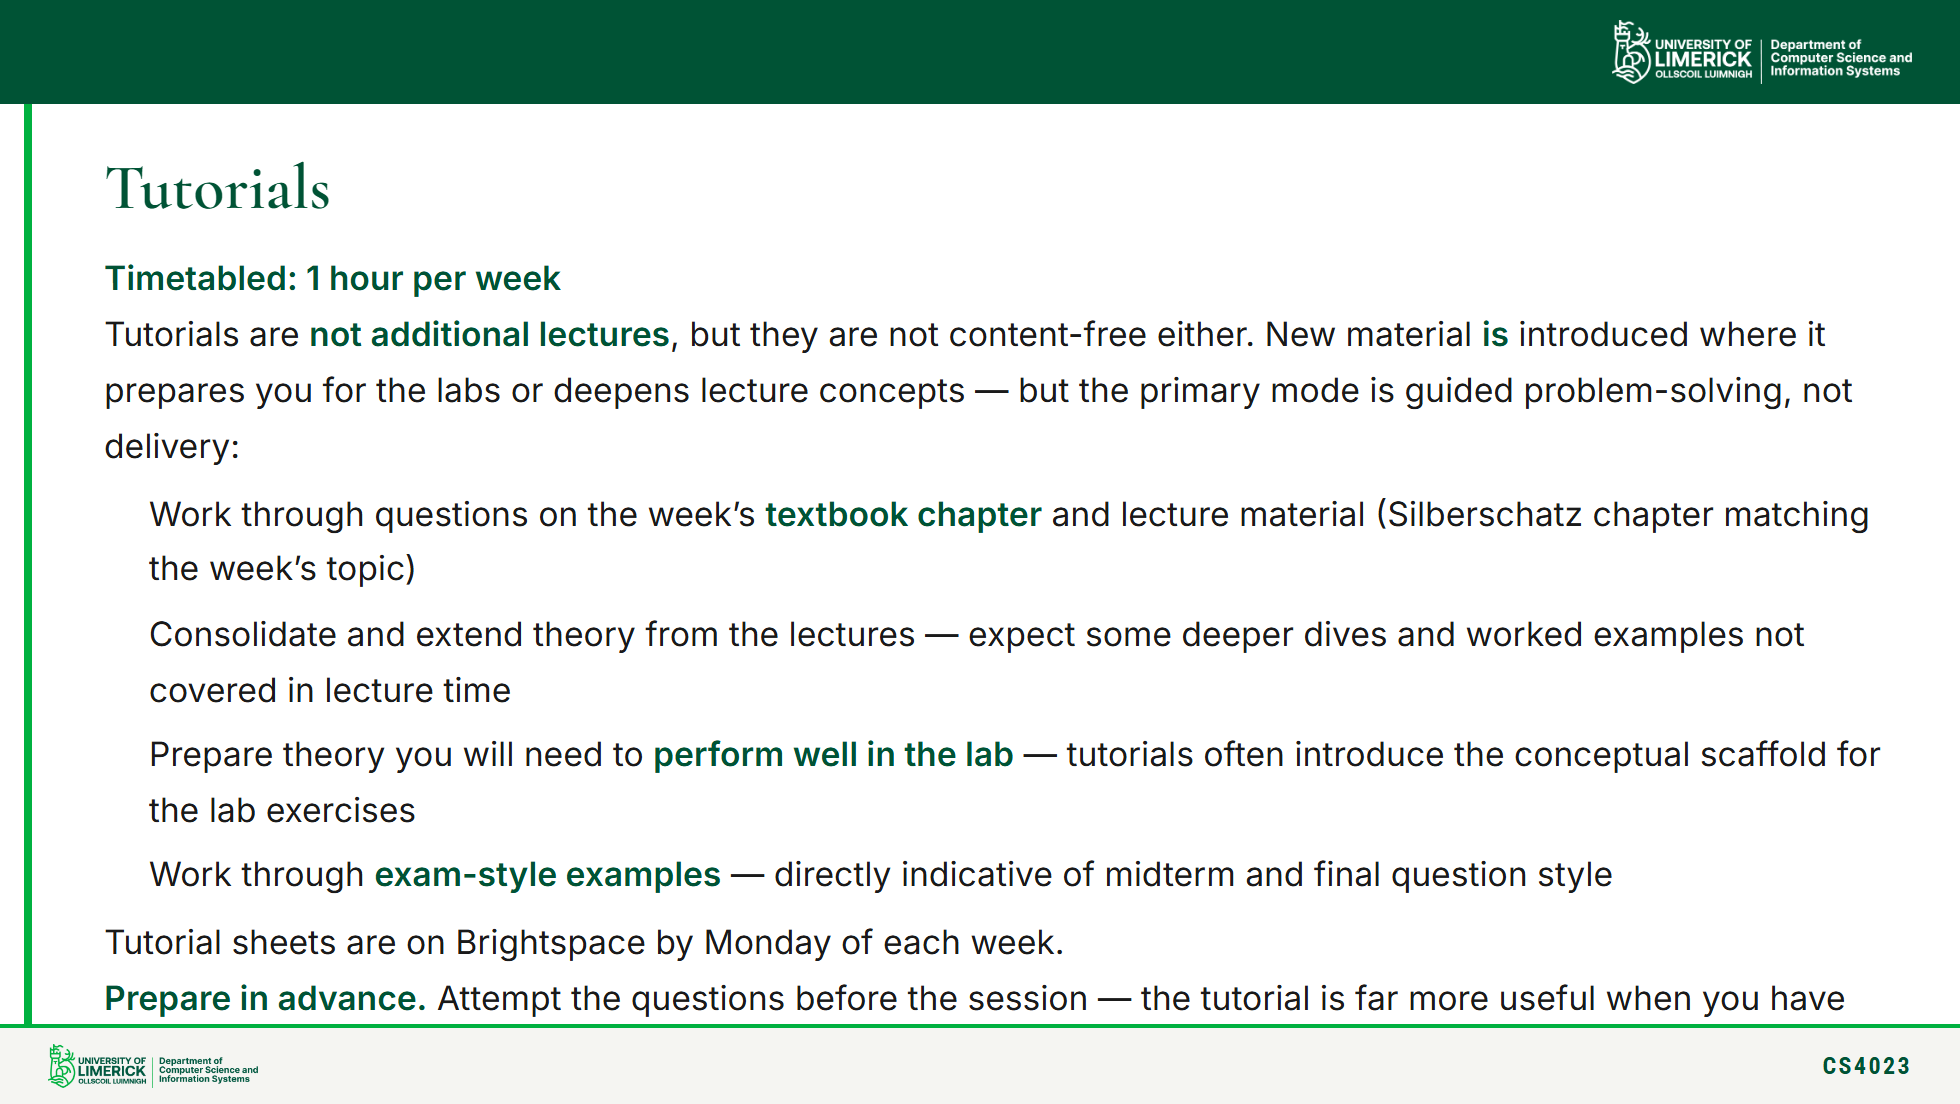 UNIVERSITY OF
LIMERICK
OLLSCOIL LUIMNIGH
Department of
Computer Science and
Information Systems
Tutorials
Timetabled: 1 hour per week
Tutorials are not additional lectures, but they are not content-free either. New material is introduced where it
prepares you for the labs or deepens lecture concepts — but the primary mode is guided problem-solving, not
delivery:
Work through questions on the week’s textbook chapter and lecture material (Silberschatz chapter matching
the week’s topic)
Consolidate and extend theory from the lectures — expect some deeper dives and worked examples not
covered in lecture time
Prepare theory you will need to perform well in the lab — tutorials often introduce the conceptual scaffold for
the lab exercises
Work through exam-style examples — directly indicative of midterm and final question style
Tutorial sheets are on Brightspace by Monday of each week.
Prepare in advance. Attempt the questions before the session — the tutorial is far more useful when you have
UNIVERSITY OF
LIMERICK
OLLSCOIL LUIMNIGH
Department of
Computer Science and
Information Systems
CS4023